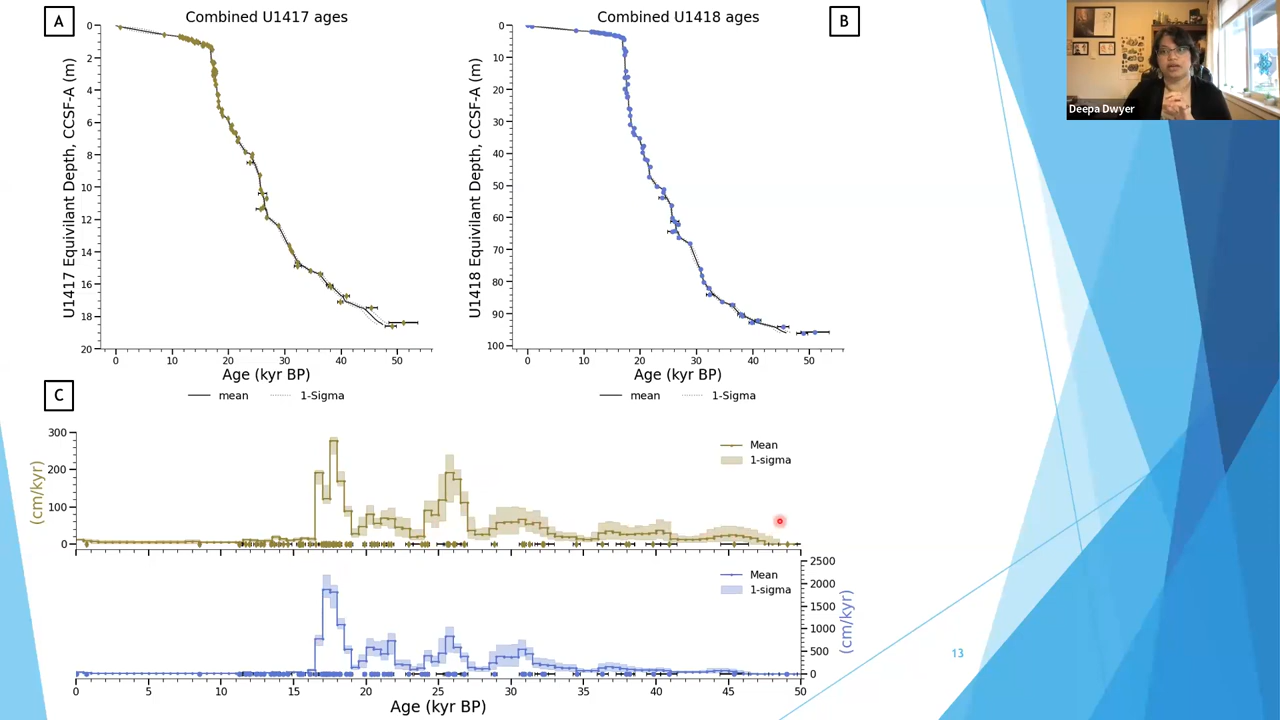 A
Combined U1417 ages
Combined U1418 ages
B
Deepa Dwyer
U1417 Equivilant Depth, CCSF-A (m)
0
2
4
6
8
10
12
14
16
18
20
0 10 20 30 40 50
Age (kyr BP)
mean 1-Sigma
U1418 Equivilant Depth, CCSF-A (m)
0
10
20
30
40
50
60
70
80
90
100
0 10 20 30 40 50
Age (kyr BP)
mean 1-Sigma
C
(cm/kyr)
300
200
100
0
Mean
1-sigma
Mean
1-sigma
2500
2000
1500
1000
500
0
(cm/kyr)
0 5 10 15 20 25 30 35 40 45 50
Age (kyr BP)
13